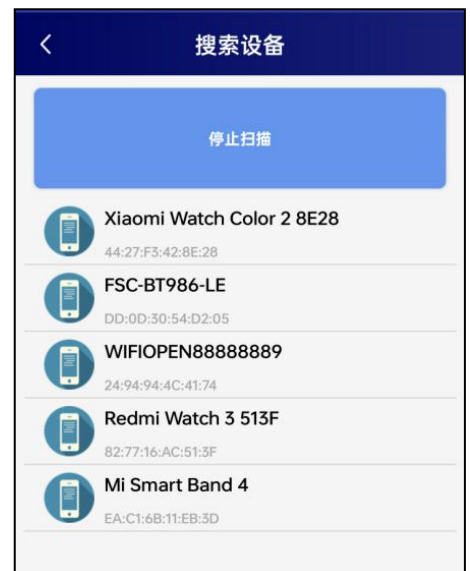 搜索设备
停止扫描
Xiaomi Watch Color 2 8E28
44:27:F3:42:8E:28
FSC-BT986-LE
DD:0D:30:54:D2:05
WIFIOPEN88888889
24:94:94:4C:41:74
Redmi Watch 3 513F
82:77:16:AC:51:3F
Mi Smart Band 4
EA:C1:6B:11:EB:3D